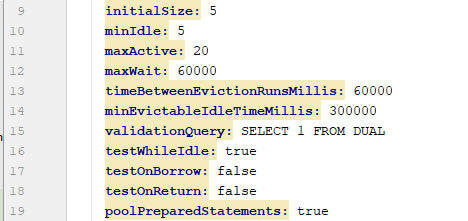 9 initialSize: 5
10 minIdle: 5
11 maxActive: 20
12 maxWait: 60000
13 timeBetweenEvictionRunsMillis: 60000
14 minEvictableIdleTimeMillis: 300000
15 validationQuery: SELECT 1 FROM DUAL
16 testWhileIdle: true
17 testOnBorrow: false
18 testOnReturn: false
19 poolPreparedStatements: true